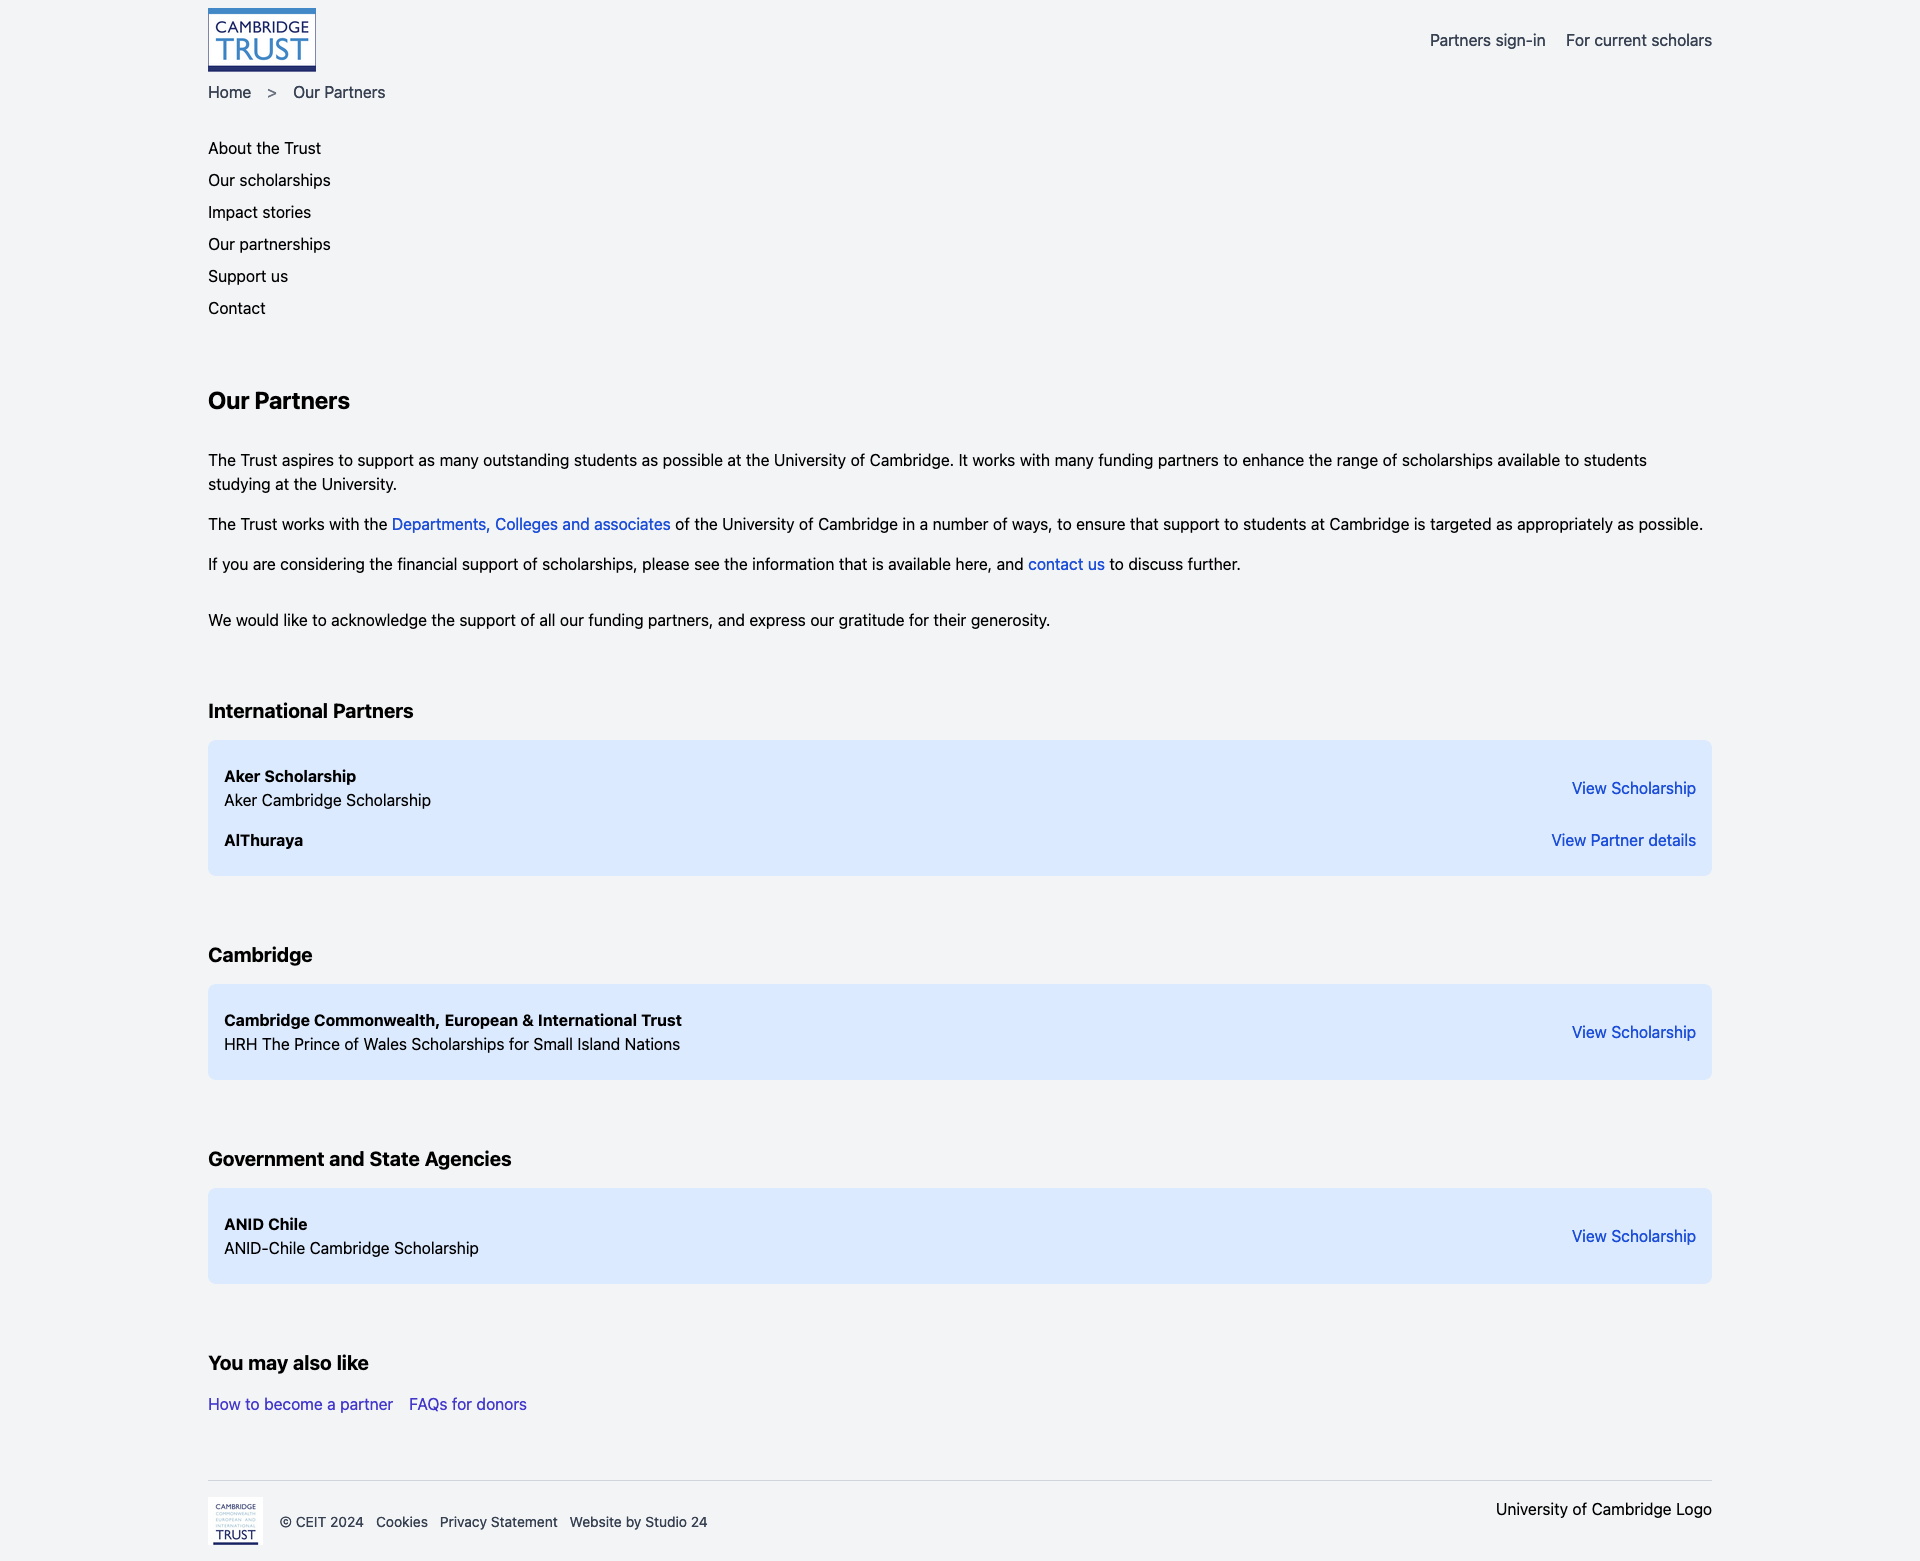 CAMBRIDGE
TRUST
Partners sign-in
For current scholars
Home > Our Partners
About the Trust
Our scholarships
Impact stories
Our partnerships
Support us
Contact
Our Partners
The Trust aspires to support as many outstanding students as possible at the University of Cambridge. It works with many funding partners to enhance the range of scholarships available to students
studying at the University.
The Trust works with the Departments, Colleges and associates of the University of Cambridge in a number of ways, to ensure that support to students at Cambridge is targeted as appropriately as possible.
If you are considering the financial support of scholarships, please see the information that is available here, and contact us to discuss further.
We would like to acknowledge the support of all our funding partners, and express our gratitude for their generosity.
International Partners
Aker Scholarship
Aker Cambridge Scholarship
View Scholarship
AlThuraya
View Partner details
Cambridge
Cambridge Commonwealth, European & International Trust
HRH The Prince of Wales Scholarships for Small Island Nations
View Scholarship
Government and State Agencies
ANID Chile
ANID-Chile Cambridge Scholarship
View Scholarship
You may also like
How to become a partner
FAQs for donors
CAMBRIDGE
COMMONWEALTH
EUROPEAN AND
INTERNATIONAL
TRUST
© CEIT 2024
Cookies
Privacy Statement
Website by Studio 24
University of Cambridge Logo